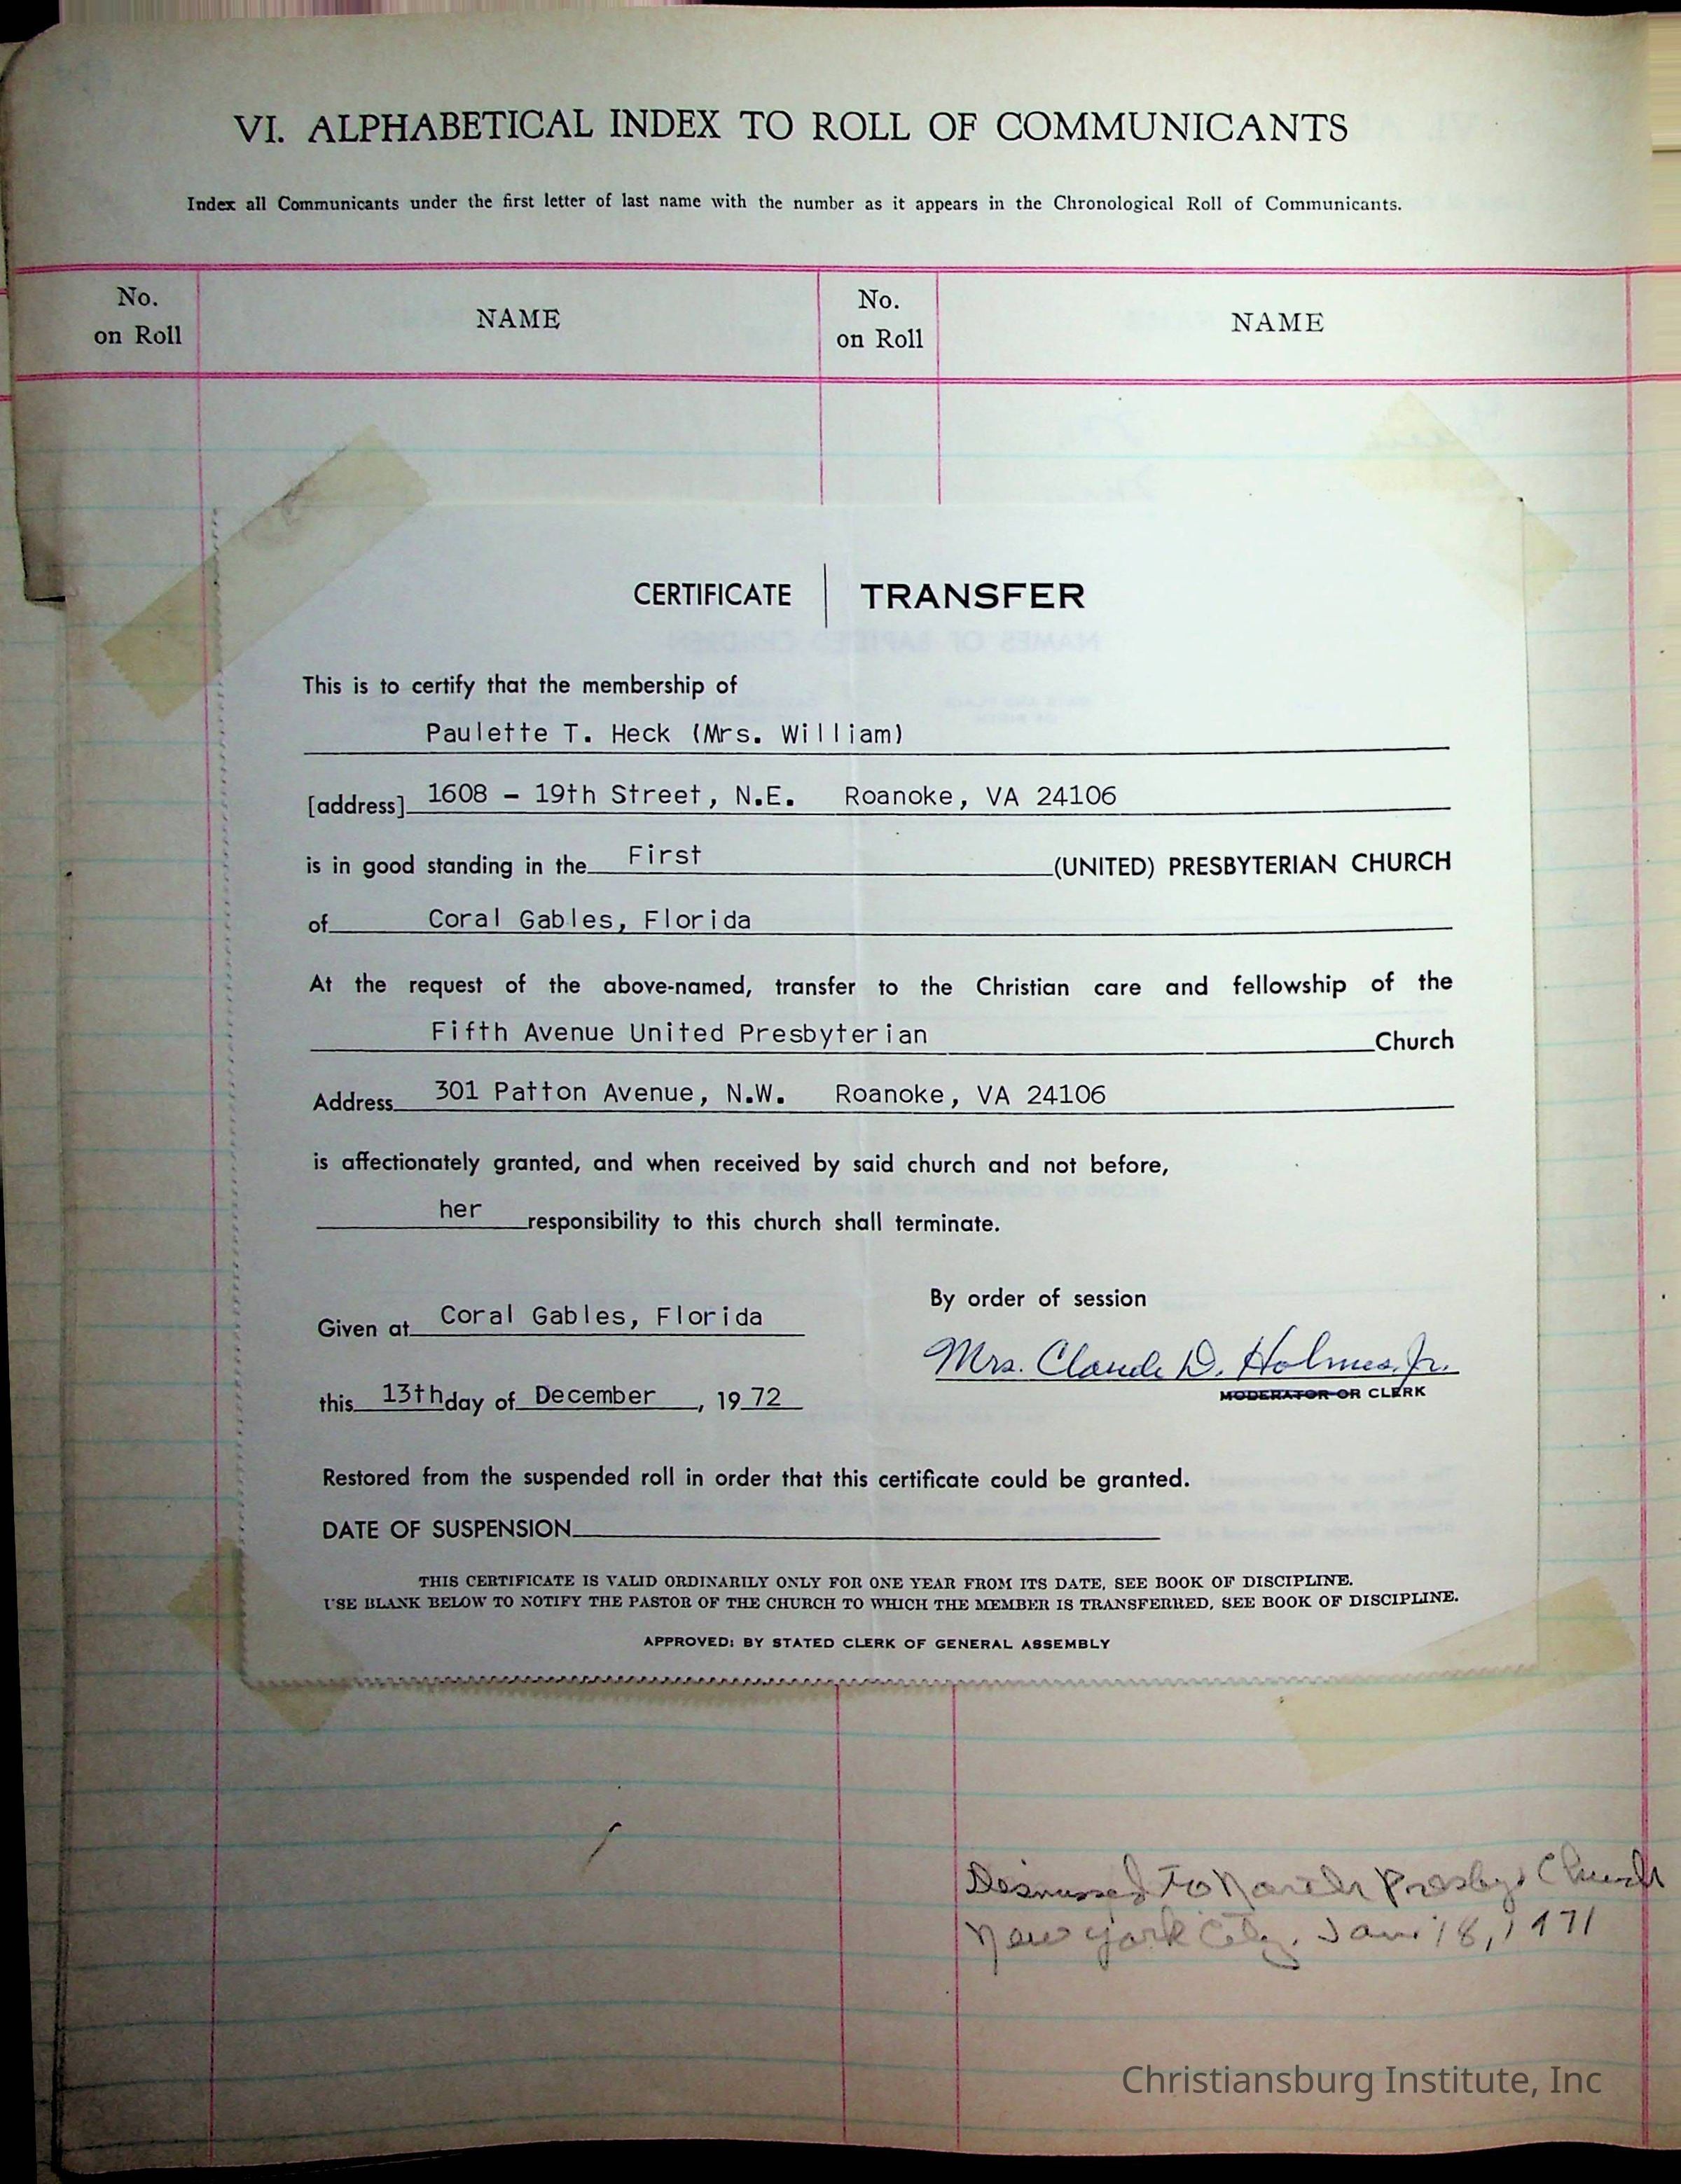 VI. ALPHABETICAL INDEX TO ROLL OF COMMUNICANTS
Index all Communicants under the first letter of last name with the number as it appears in the Chronological Roll of Communicants.
No. on Roll
NAME
No. on Roll
NAME
CERTIFICATE | TRANSFER
This is to certify that the membership of
Paulette T. Heck (Mrs. William)
[address] 1608 - 19th Street, N.E. Roanoke, VA 24106
is in good standing in the First (UNITED) PRESBYTERIAN CHURCH
of Coral Gables, Florida
At the request of the above-named, transfer to the Christian care and fellowship of the
Fifth Avenue United Presbyterian Church
Address 301 Patton Avenue, N.W. Roanoke, VA 24106
is affectionately granted, and when received by said church and not before,
her responsibility to this church shall terminate.
By order of session
Given at Coral Gables, Florida
Mrs. Claude D. Holmes, Jr.
MODERATOR OR CLERK
this 13th day of December, 19 72
Restored from the suspended roll in order that this certificate could be granted.
DATE OF SUSPENSION
THIS CERTIFICATE IS VALID ORDINARILY ONLY FOR ONE YEAR FROM ITS DATE, SEE BOOK OF DISCIPLINE.
USE BLANK BELOW TO NOTIFY THE PASTOR OF THE CHURCH TO WHICH THE MEMBER IS TRANSFERRED, SEE BOOK OF DISCIPLINE.
APPROVED: BY STATED CLERK OF GENERAL ASSEMBLY
To Presby. Church
New York City, Jan 18, 1971
Christiansburg Institute, Inc